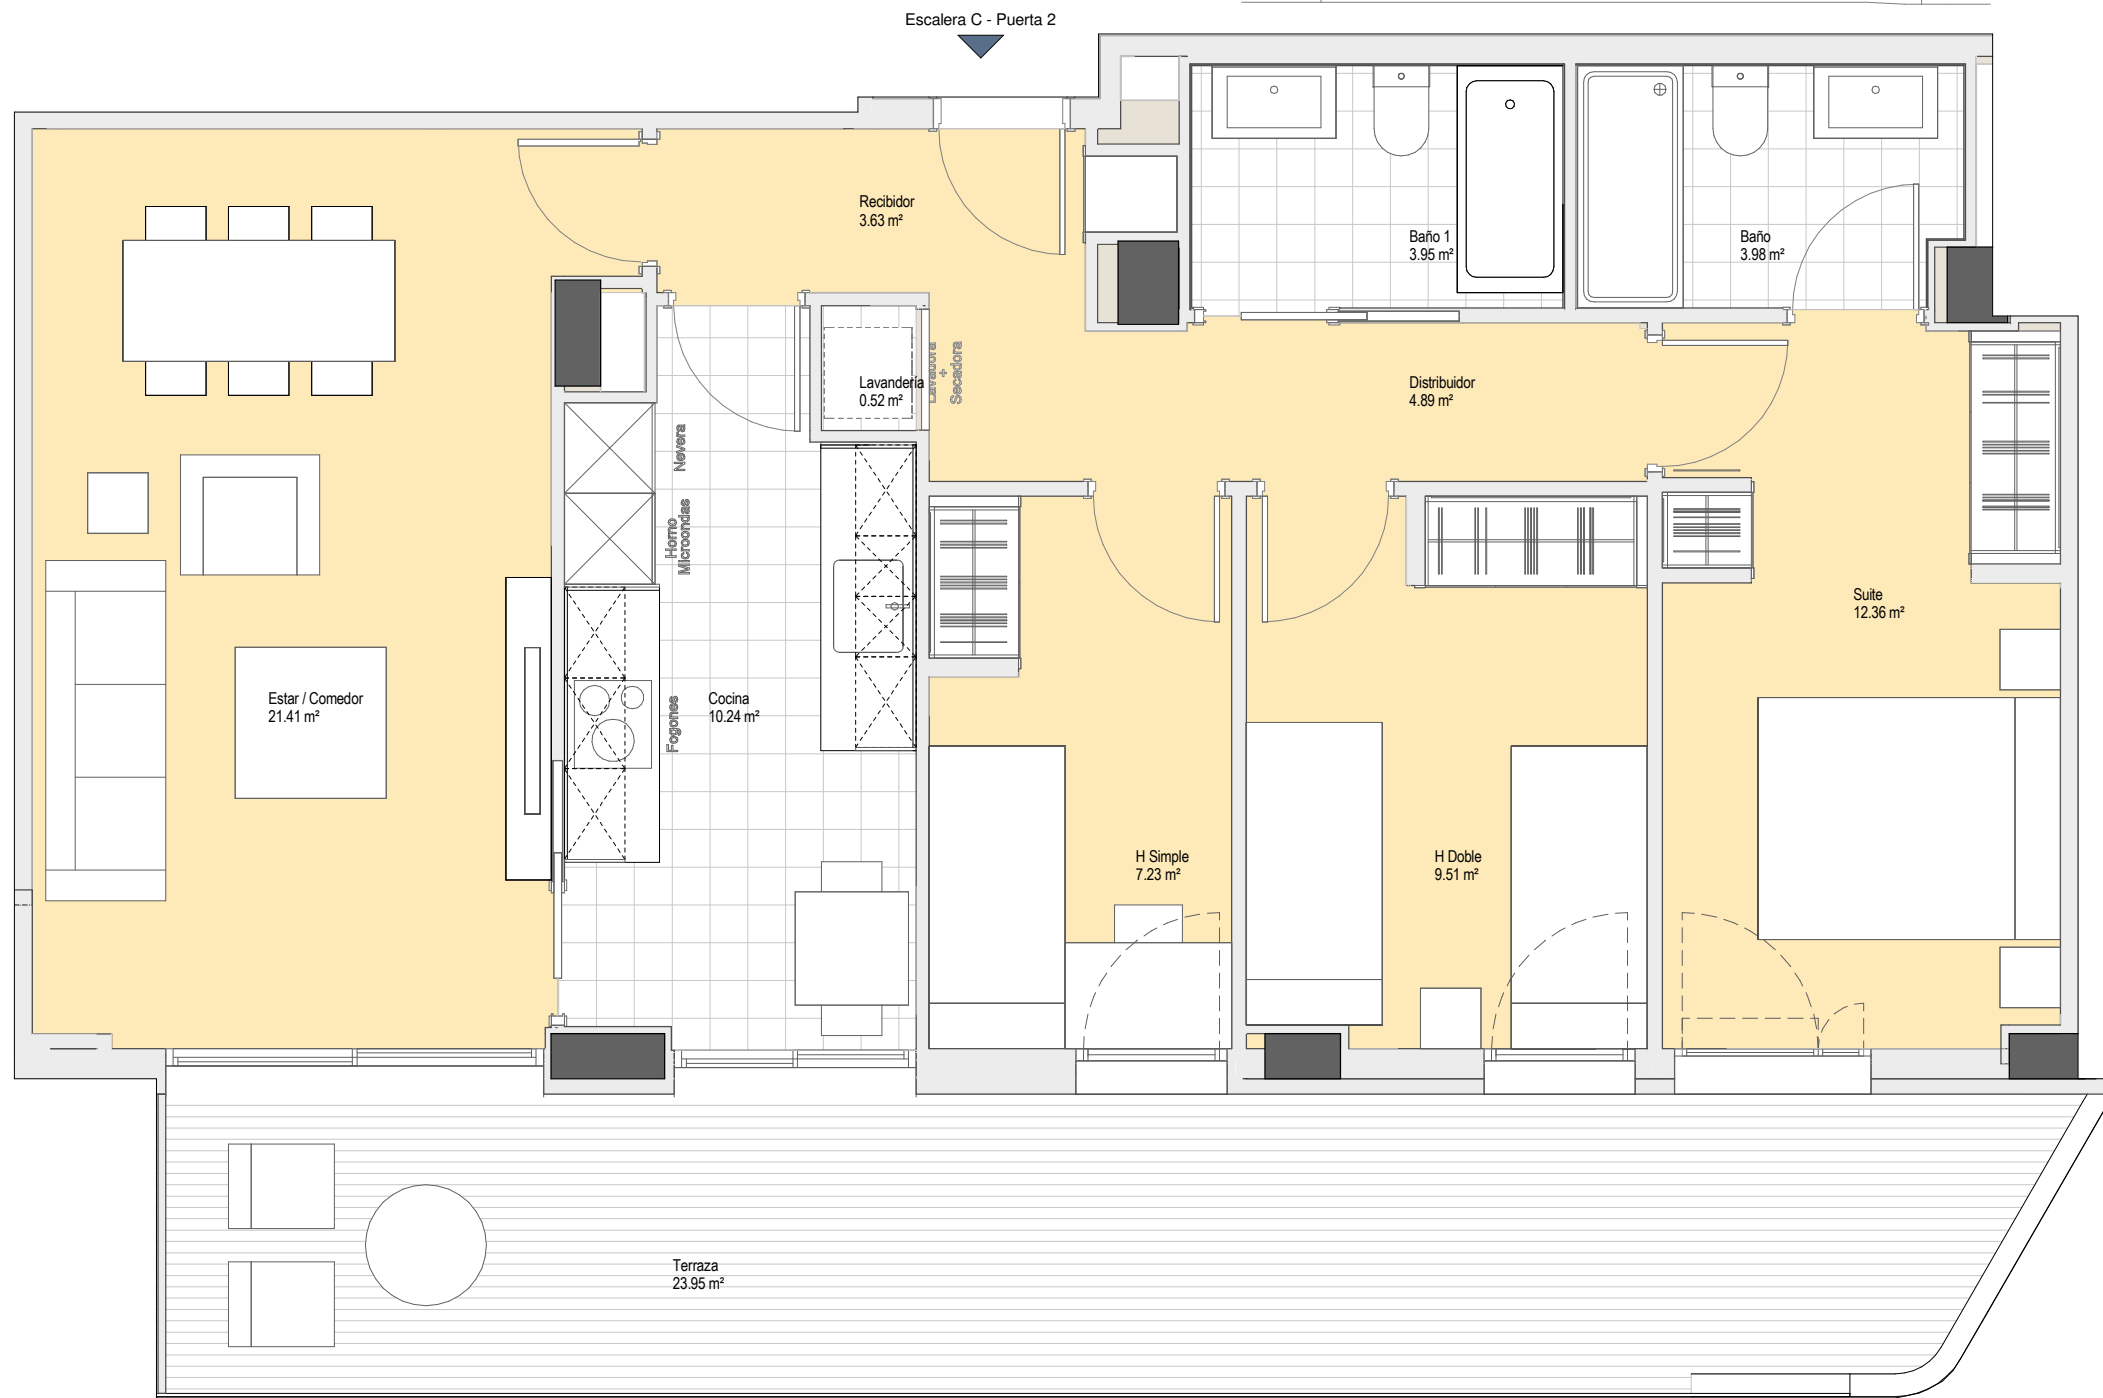 Escalera C - Puerta 2
Recibidor
3.63 m²
Baño 1
3.95 m²
Baño
3.98 m²
Lavandería
0.52 m²
Lavadora
+
Secadora
Distribuidor
4.89 m²
Nevera
Horno
Microondas
Suite
12.36 m²
Estar / Comedor
21.41 m²
Fogones
Cocina
10.24 m²
H Simple
7.23 m²
H Doble
9.51 m²
Terraza
23.95 m²